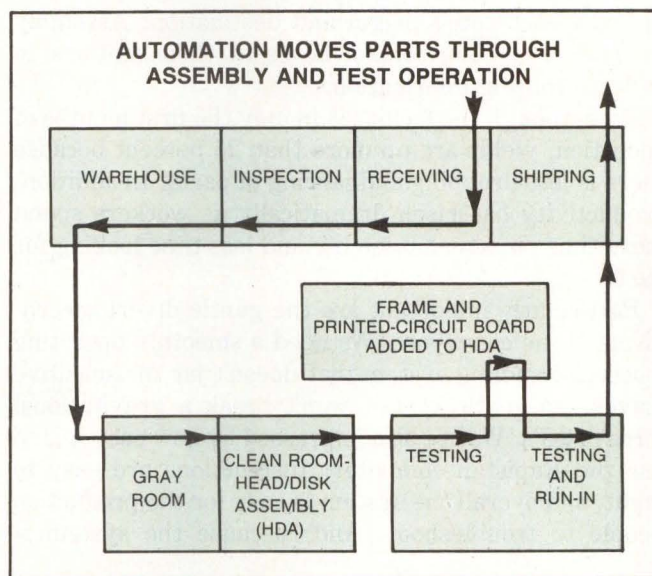 AUTOMATION MOVES PARTS THROUGH
ASSEMBLY AND TEST OPERATION
WAREHOUSE
INSPECTION
RECEIVING
SHIPPING
FRAME AND
PRINTED-CIRCUIT BOARD
ADDED TO HDA
GRAY
ROOM
CLEAN ROOM-
HEAD/DISK
ASSEMBLY
(HDA)
TESTING
TESTING
AND
RUN-IN